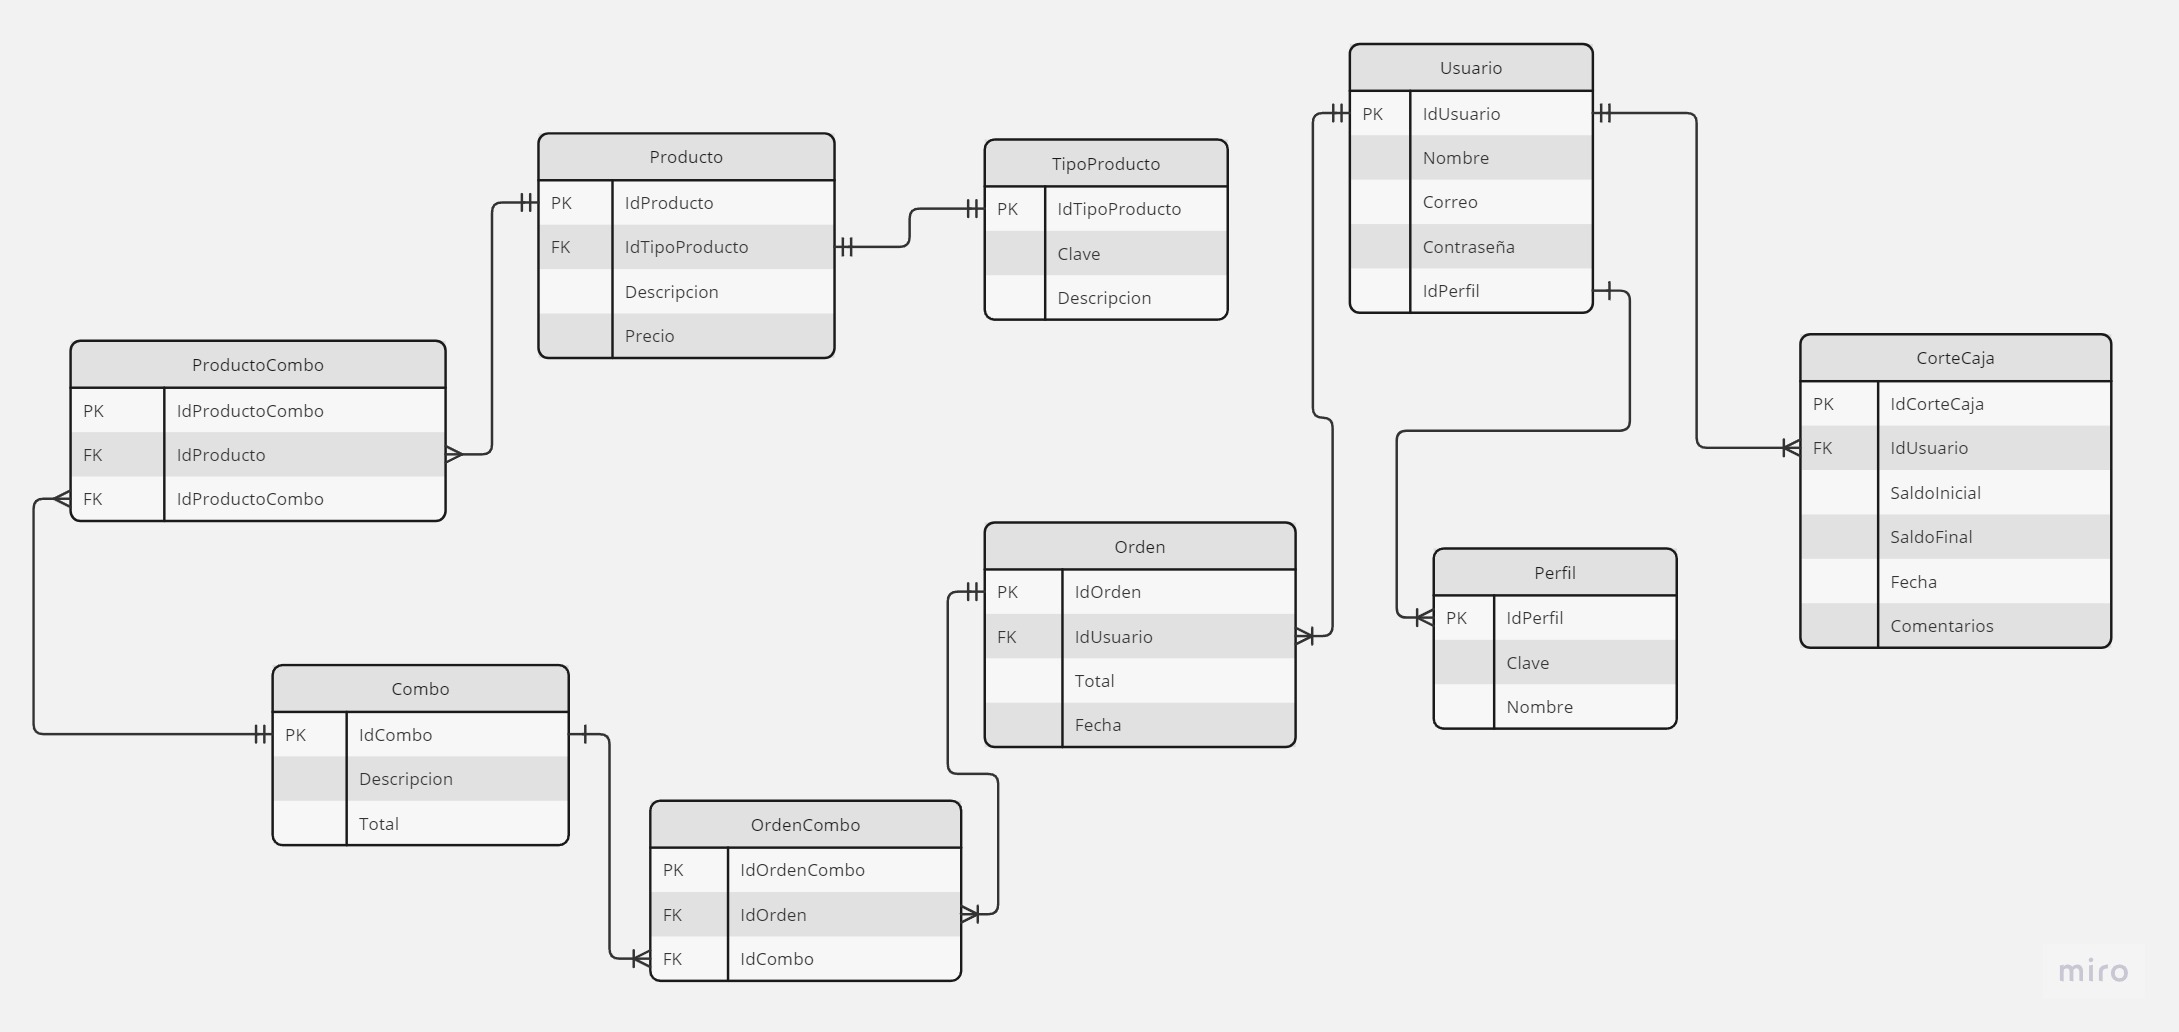 Usuario
PK IdUsuario
Nombre
Correo
Contraseña
IdPerfil
Producto
PK IdProducto
FK IdTipoProducto
Descripcion
Precio
TipoProducto
PK IdTipoProducto
Clave
Descripcion
ProductoCombo
PK IdProductoCombo
FK IdProducto
FK IdProductoCombo
CorteCaja
PK IdCorteCaja
FK IdUsuario
SaldoInicial
SaldoFinal
Fecha
Comentarios
Orden
PK IdOrden
FK IdUsuario
Total
Fecha
Perfil
PK IdPerfil
Clave
Nombre
Combo
PK IdCombo
Descripcion
Total
OrdenCombo
PK IdOrdenCombo
FK IdOrden
FK IdCombo
miro